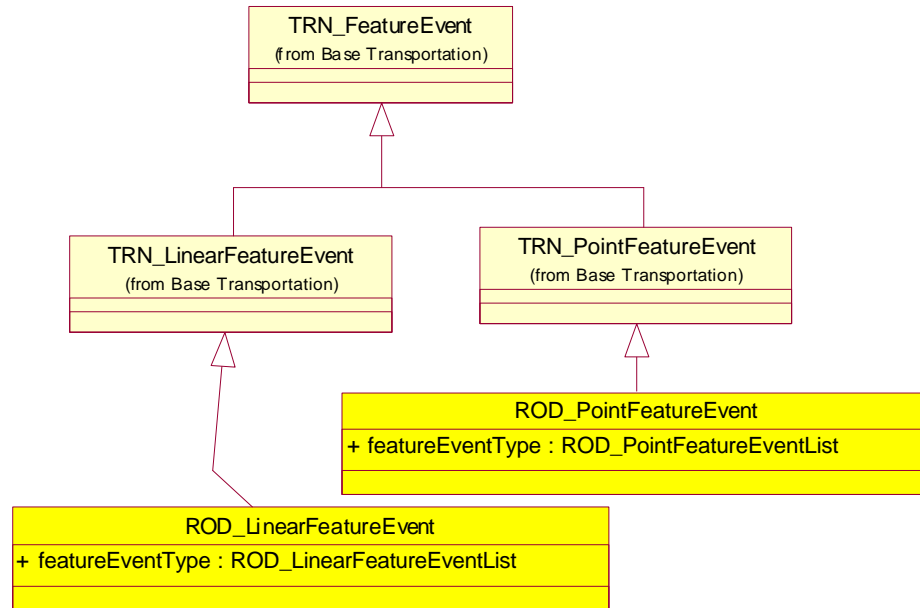 TRN_FeatureEvent
(from Base Transportation)
TRN_LinearFeatureEvent
(from Base Transportation)
TRN_PointFeatureEvent
(from Base Transportation)
ROD_PointFeatureEvent
+ featureEventType : ROD_PointFeatureEventList
ROD_LinearFeatureEvent
+ featureEventType : ROD_LinearFeatureEventList